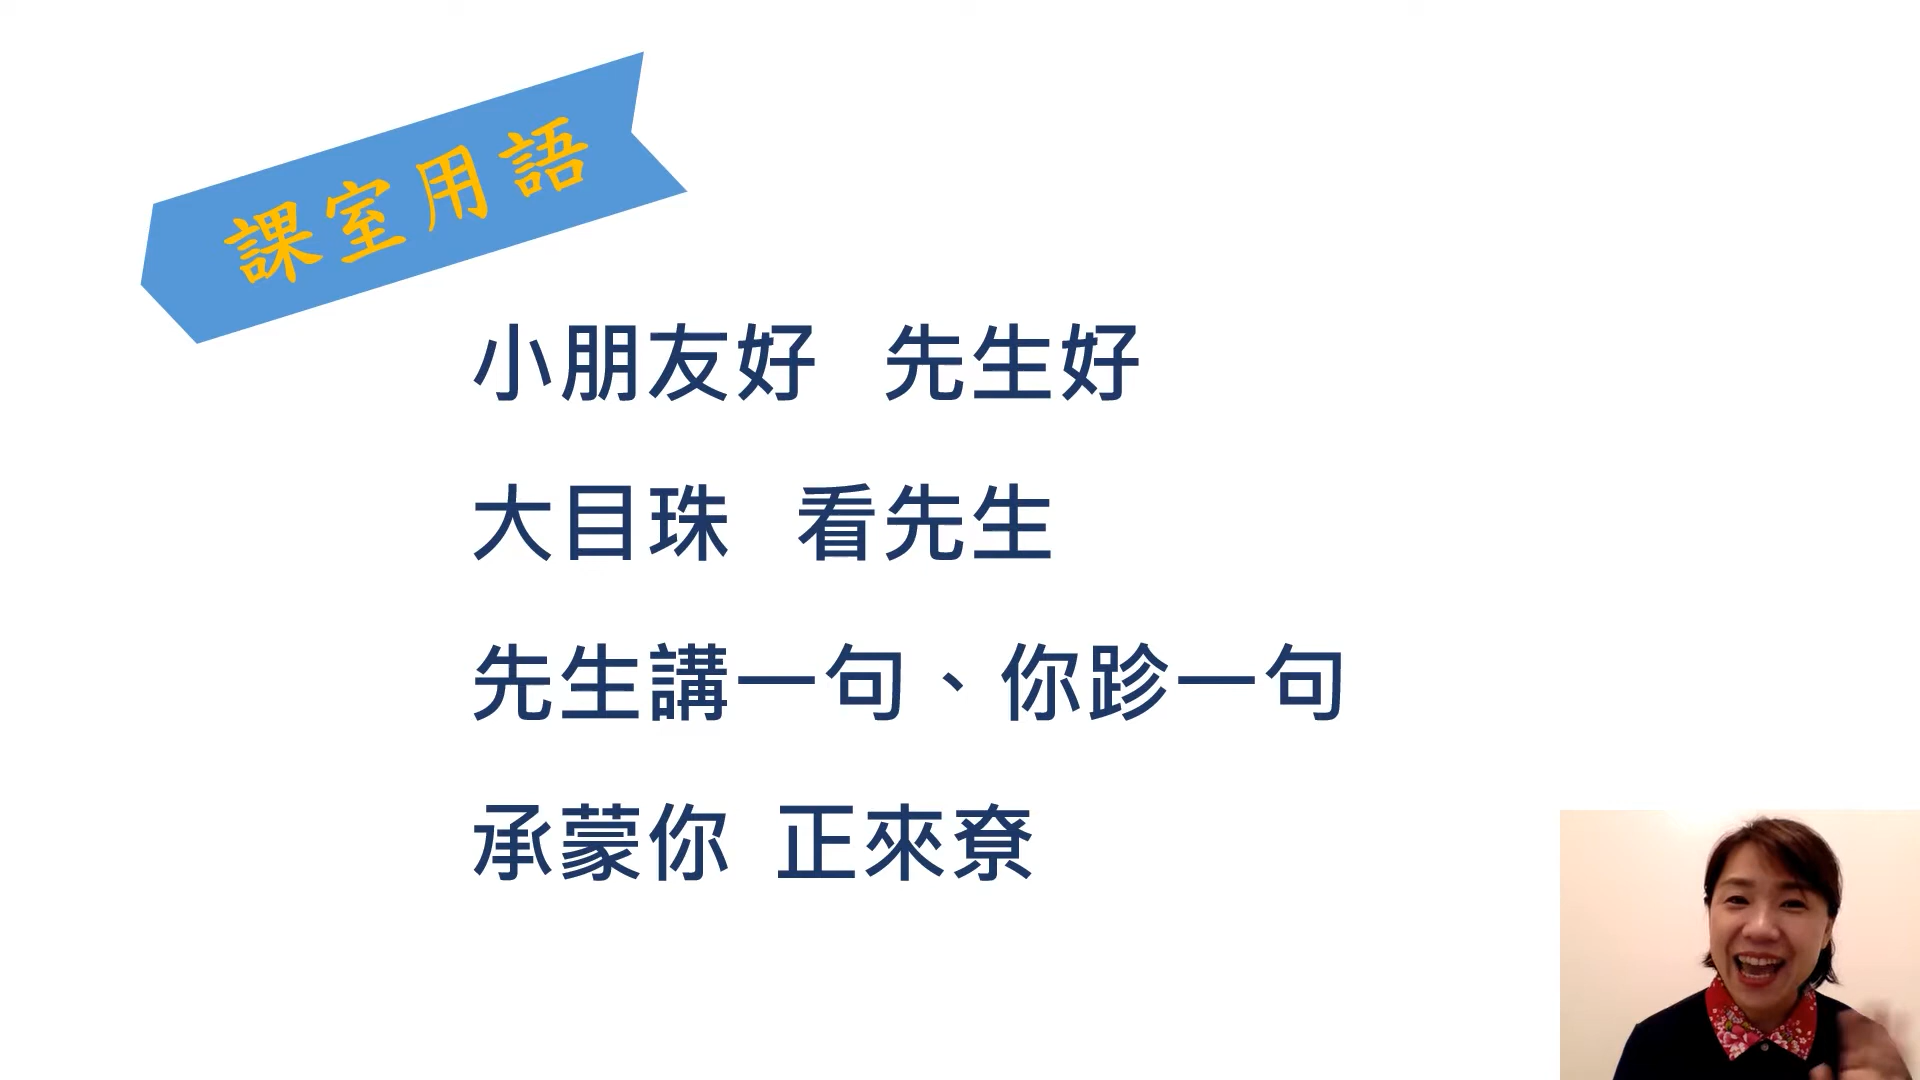 課室用語
小朋友好 先生好
大目珠 看先生
先生講一句、你跈一句
承蒙你 正來尞